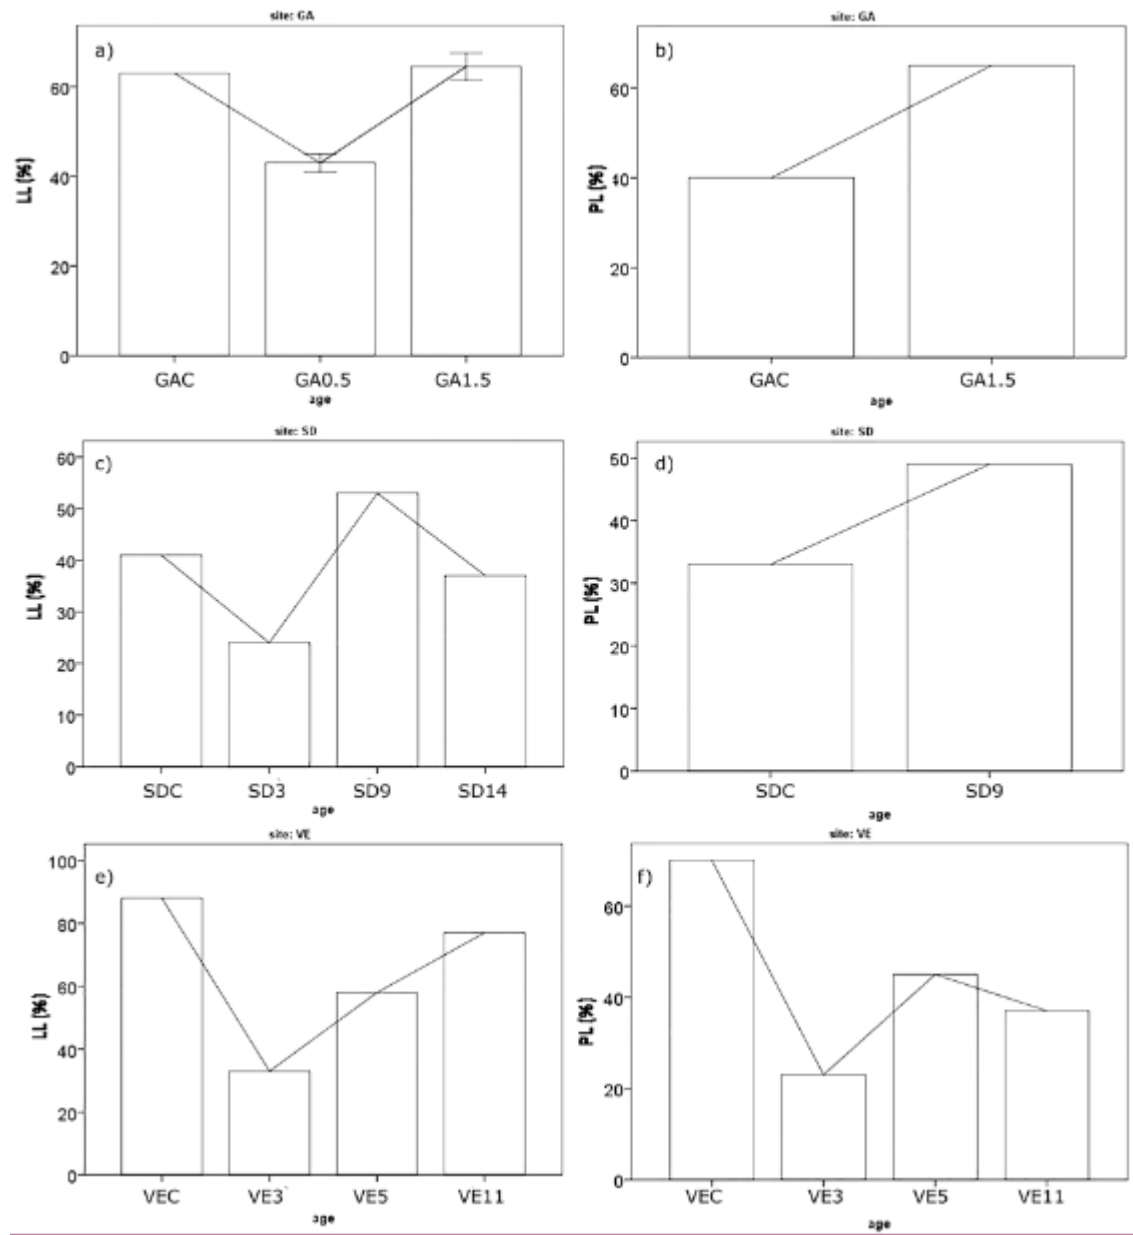 site: GA
a)
LL (%)
60
40
20
0
GAC GA0.5 GA1.5
age
site: GA
b)
PL (%)
60
40
20
0
GAC GA1.5
age
site: SD
c)
LL (%)
60
50
40
30
20
10
0
SDC SD3 SD9 SD14
age
site: SD
d)
PL (%)
50
40
30
20
10
0
SDC SD9
age
site: VE
e)
LL (%)
100
80
60
40
20
0
VEC VE3 VE5 VE11
age
site: VE
f)
PL (%)
60
40
20
0
VEC VE3 VE5 VE11
age